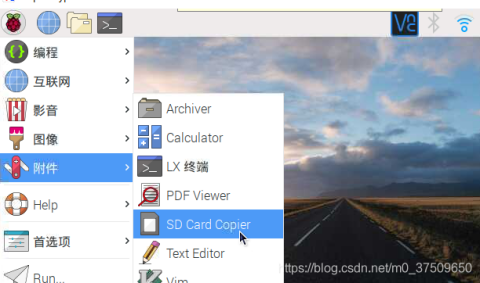 编程
互联网
影音
图像
附件
Help
首选项
Run...
Archiver
Calculator
LX 终端
PDF Viewer
SD Card Copier
Text Editor
Vim
https://blog.csdn.net/m0_37509650